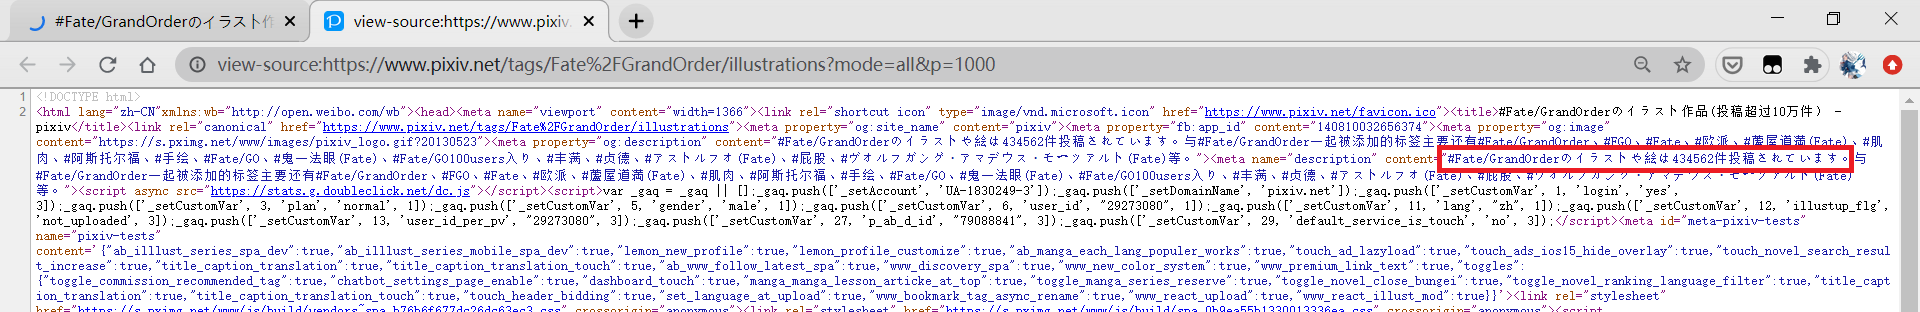 #Fate/GrandOrderのイラスト作
view-source:https://www.pixiv.
view-source:https://www.pixiv.net/tags/Fate%2FGrandOrder/illustrations?mode=all&p=1000
1 <!DOCTYPE html>
2 <html lang="zh-CN"xmlns:wb="http://open.weibo.com/wb"><head><meta name="viewport" content="width=1366"><link rel="shortcut icon" type="image/vnd.microsoft.icon" href="https://www.pixiv.net/favicon.ico"><title>#Fate/GrandOrderのイラスト作品(投稿超过10万件) -
pixiv</title><link rel="canonical" href="https://www.pixiv.net/tags/Fate%2FGrandOrder/illustrations"><meta property="og:site_name" content="pixiv"><meta property="fb:app_id" content="140810032656374"><meta property="og:image"
content="https://s.pximg.net/www/images/pixiv_logo.gif?20130523"><meta property="og:description" content="#Fate/GrandOrderのイラストや絵は434562件投稿されています。与#Fate/GrandOrder一起被添加的标签主要还有#Fate/GrandOrder、#FGO、#Fate、#欧派、#蘆屋道満(Fate)、#肌
肉、#阿斯托尔福、#手绘、#Fate/GO、#鬼一法眼(Fate)、#Fate/GO100users入り、#丰满、#贞德、#アストルフォ(Fate)、#屁股、#ヴォルフガング・アマデウス・モーツァルト(Fate)等。"><meta name="description" content="#Fate/GrandOrderのイラストや絵は434562件投稿されています。与
#Fate/GrandOrder一起被添加的标签主要还有#Fate/GrandOrder、#FGO、#Fate、#欧派、#蘆屋道満(Fate)、#肌肉、#阿斯托尔福、#手绘、#Fate/GO、#鬼一法眼(Fate)、#Fate/GO100users入り、#丰满、#贞德、#アストルフォ(Fate)、#屁股、#ヴォルフガング・アマデウス・モーツァルト(Fate)
等。"><script async src="https://stats.g.doubleclick.net/dc.js"></script><script>var _gaq = _gaq || [];_gaq.push(['_setAccount', 'UA-1830249-3']);_gaq.push(['_setDomainName', 'pixiv.net']);_gaq.push(['_setCustomVar', 1, 'login', 'yes',
3]);_gaq.push(['_setCustomVar', 3, 'plan', 'normal', 1]);_gaq.push(['_setCustomVar', 5, 'gender', 'male', 1]);_gaq.push(['_setCustomVar', 6, 'user_id', "29273080", 1]);_gaq.push(['_setCustomVar', 11, 'lang', "zh", 1]);_gaq.push(['_setCustomVar', 12, 'illustup_flg',
'not_uploaded', 3]);_gaq.push(['_setCustomVar', 13, 'user_id_per_pv', "29273080", 3]);_gaq.push(['_setCustomVar', 27, 'p_ab_d_id', "79088841", 3]);_gaq.push(['_setCustomVar', 29, 'default_service_is_touch', 'no', 3]);</script><meta id="meta-pixiv-tests"
name="pixiv-tests"
content='{"ab_illlust_series_spa_dev":true,"ab_illlust_series_mobile_spa_dev":true,"lemon_new_profile":true,"lemon_profile_customize":true,"ab_manga_each_lang_populer_works":true,"touch_ad_lazyload":true,"touch_ads_ios15_hide_overlay":true,"touch_novel_search_resul
t_increase":true,"title_caption_translation":true,"title_caption_translation_touch":true,"ab_www_follow_latest_spa":true,"www_discovery_spa":true,"www_new_color_system":true,"www_premium_link_text":true,"toggles":
{"toggle_commission_recommended_tag":true,"chatbot_settings_page_enable":true,"dashboard_touch":true,"manga_manga_lesson_articke_at_top":true,"toggle_manga_series_reserve":true,"toggle_novel_close_bungei":true,"toggle_novel_ranking_language_filter":true,"title_capt
ion_translation":true,"title_caption_translation_touch":true,"touch_header_bidding":true,"set_language_at_upload":true,"www_bookmark_tag_async_rename":true,"www_react_upload":true,"www_react_illust_mod":true}}'><link rel="stylesheet"